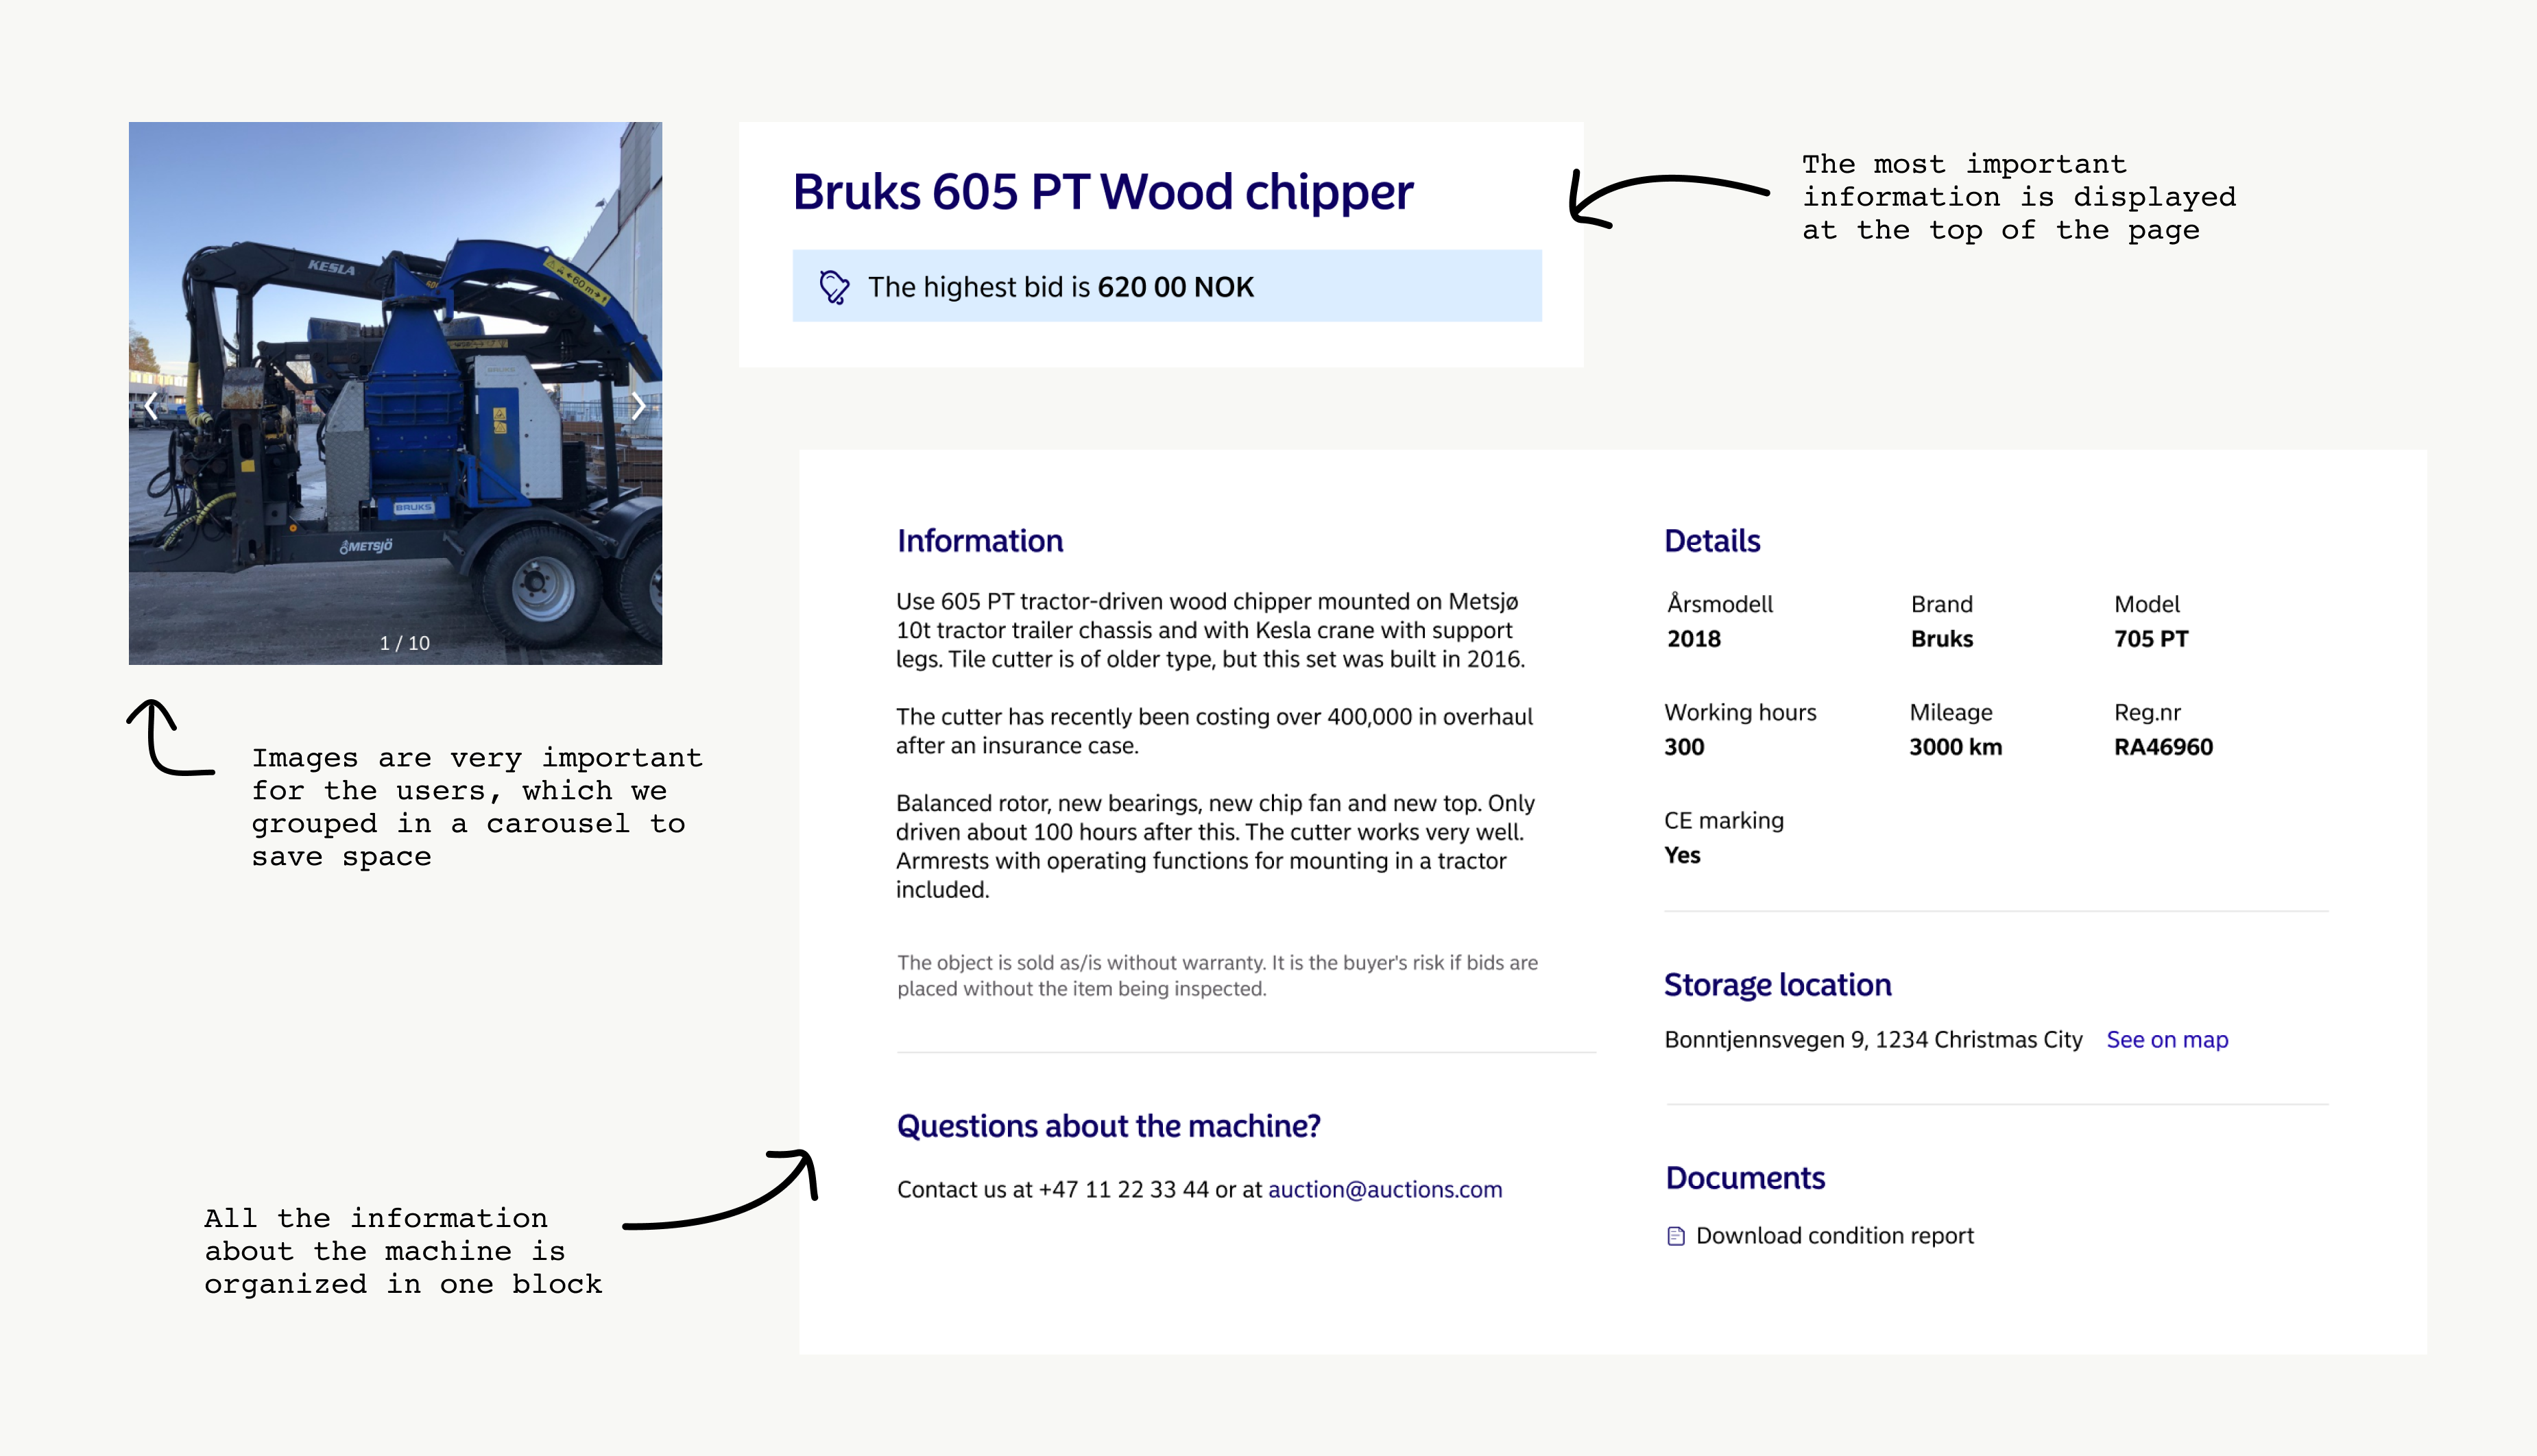 Bruks 605 PT Wood chipper
The highest bid is 620 00 NOK
The most important
information is displayed
at the top of the page
KESLA
605
60 m
BRUKS
BRUKS
METSJÖ
1 / 10
Images are very important
for the users, which we
grouped in a carousel to
save space
Information
Use 605 PT tractor-driven wood chipper mounted on Metsjø
10t tractor trailer chassis and with Kesla crane with support
legs. Tile cutter is of older type, but this set was built in 2016.
The cutter has recently been costing over 400,000 in overhaul
after an insurance case.
Balanced rotor, new bearings, new chip fan and new top. Only
driven about 100 hours after this. The cutter works very well.
Armrests with operating functions for mounting in a tractor
included.
The object is sold as/is without warranty. It is the buyer's risk if bids are
placed without the item being inspected.
Questions about the machine?
Contact us at +47 11 22 33 44 or at auction@auctions.com
Details
Årsmodell Brand Model
2018 Bruks 705 PT
Working hours Mileage Reg.nr
300 3000 km RA46960
CE marking
Yes
Storage location
Bonntjennsvegen 9, 1234 Christmas City See on map
Documents
Download condition report
All the information
about the machine is
organized in one block